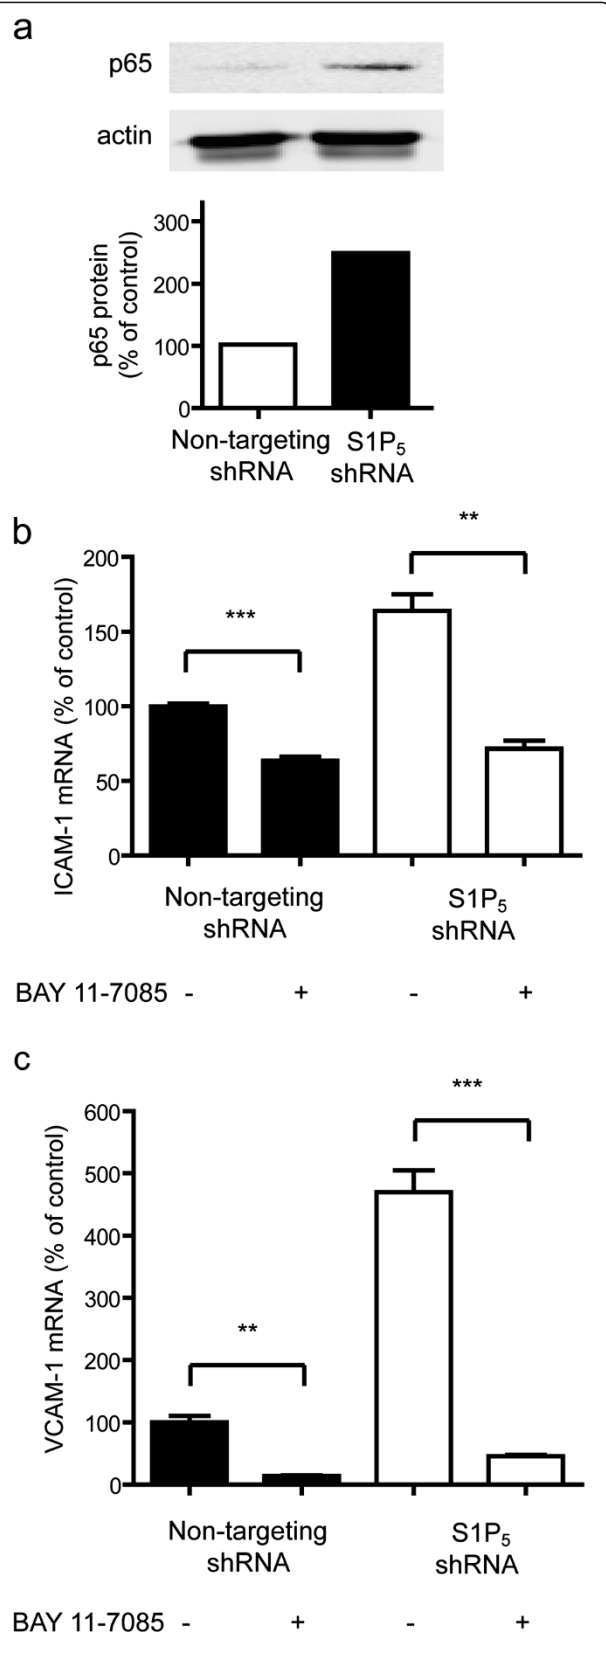 a
p65
actin
p65 protein
(% of control)
300
200
100
0
Non-targeting
shRNA
S1P5
shRNA
b
ICAM-1 mRNA (% of control)
200
150
100
50
0
***
**
Non-targeting
shRNA
S1P5
shRNA
BAY 11-7085 - + - +
c
VCAM-1 mRNA (% of control)
600
500
400
300
200
100
0
**
***
Non-targeting
shRNA
S1P5
shRNA
BAY 11-7085 - + - +